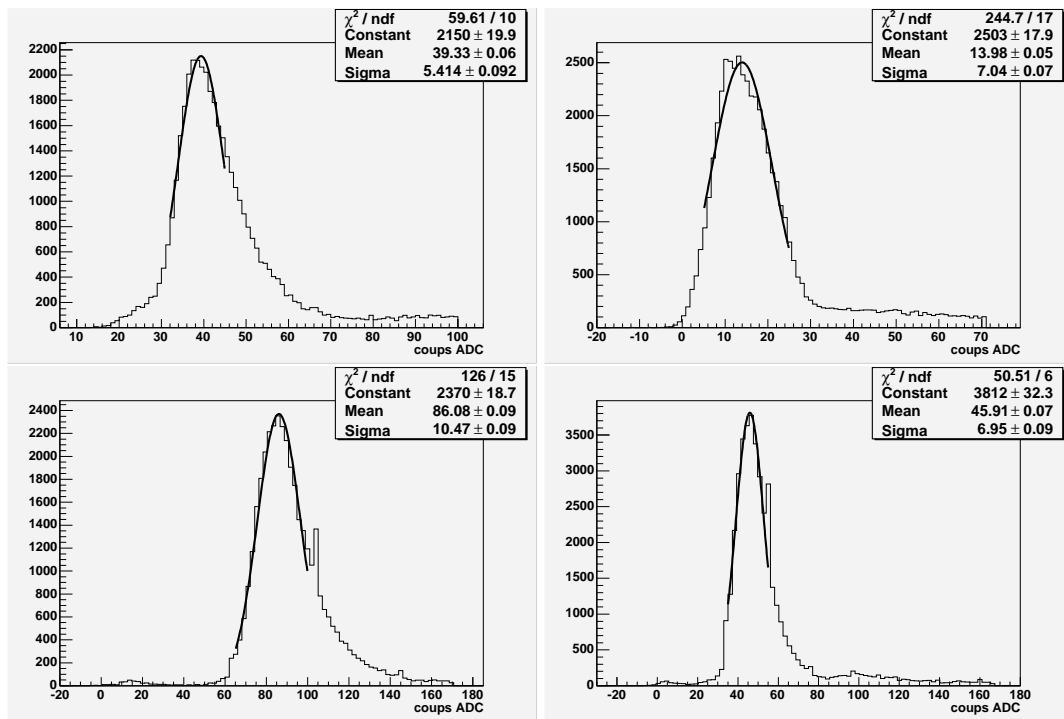 χ² / ndf 59.61 / 10
Constant 2150 ± 19.9
Mean 39.33 ± 0.06
Sigma 5.414 ± 0.092
2200
2000
1800
1600
1400
1200
1000
800
600
400
200
0
10 20 30 40 50 60 70 80 90 100
coups ADC
χ² / ndf 244.7 / 17
Constant 2503 ± 17.9
Mean 13.98 ± 0.05
Sigma 7.04 ± 0.07
2500
2000
1500
1000
500
0
-20 -10 0 10 20 30 40 50 60 70
coups ADC
χ² / ndf 126 / 15
Constant 2370 ± 18.7
Mean 86.08 ± 0.09
Sigma 10.47 ± 0.09
2400
2200
2000
1800
1600
1400
1200
1000
800
600
400
200
0
-20 0 20 40 60 80 100 120 140 160 180
coups ADC
χ² / ndf 50.51 / 6
Constant 3812 ± 32.3
Mean 45.91 ± 0.07
Sigma 6.95 ± 0.09
3500
3000
2500
2000
1500
1000
500
0
-20 0 20 40 60 80 100 120 140 160 180
coups ADC